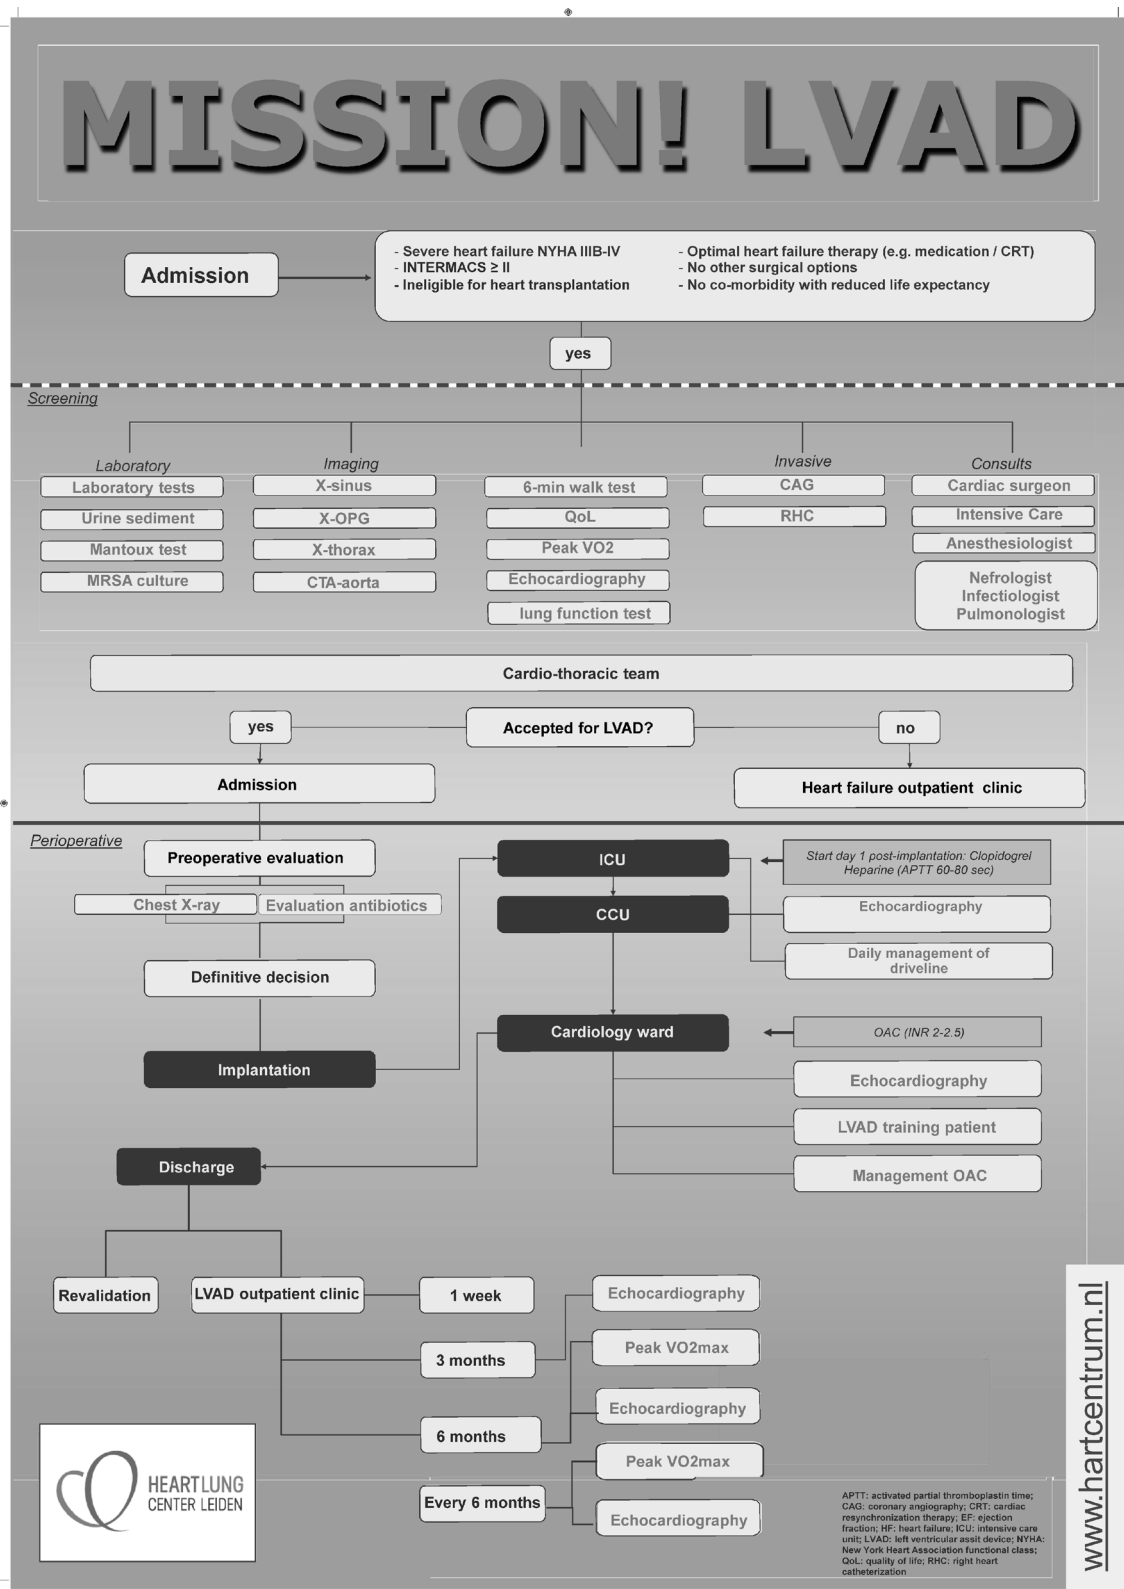 MISSION! LVAD
Admission
- Severe heart failure NYHA IIIB-IV
- INTERMACS ≥ II
- Ineligible for heart transplantation
- Optimal heart failure therapy (e.g. medication / CRT)
- No other surgical options
- No co-morbidity with reduced life expectancy
yes
Screening
Laboratory
Laboratory tests
Urine sediment
Mantoux test
MRSA culture
Imaging
X-sinus
X-OPG
X-thorax
CTA-aorta
6-min walk test
QoL
Peak VO2
Echocardiography
lung function test
Invasive
CAG
RHC
Consults
Cardiac surgeon
Intensive Care
Anesthesiologist
Nefrologist
Infectiologist
Pulmonologist
Cardio-thoracic team
yes
Accepted for LVAD?
no
Admission
Heart failure outpatient clinic
Perioperative
Preoperative evaluation
Chest X-ray
Evaluation antibiotics
Definitive decision
Implantation
ICU
Start day 1 post-implantation: Clopidogrel
Heparine (APTT 60-80 sec)
CCU
Echocardiography
Daily management of
driveline
Cardiology ward
OAC (INR 2-2.5)
Echocardiography
LVAD training patient
Management OAC
Discharge
Revalidation
LVAD outpatient clinic
1 week
Echocardiography
3 months
Peak VO2max
Echocardiography
6 months
Peak VO2max
Every 6 months
Echocardiography
HEARTLUNG
CENTER LEIDEN
APTT: activated partial thromboplastin time;
CAG: coronary angiography; CRT: cardiac
resynchronization therapy; EF: ejection
fraction; HF: heart failure; ICU: intensive care
unit; LVAD: left ventricular assit device; NYHA:
New York Heart Association functional class;
QoL: quality of life; RHC: right heart
catheterization
www.hartcentrum.nl